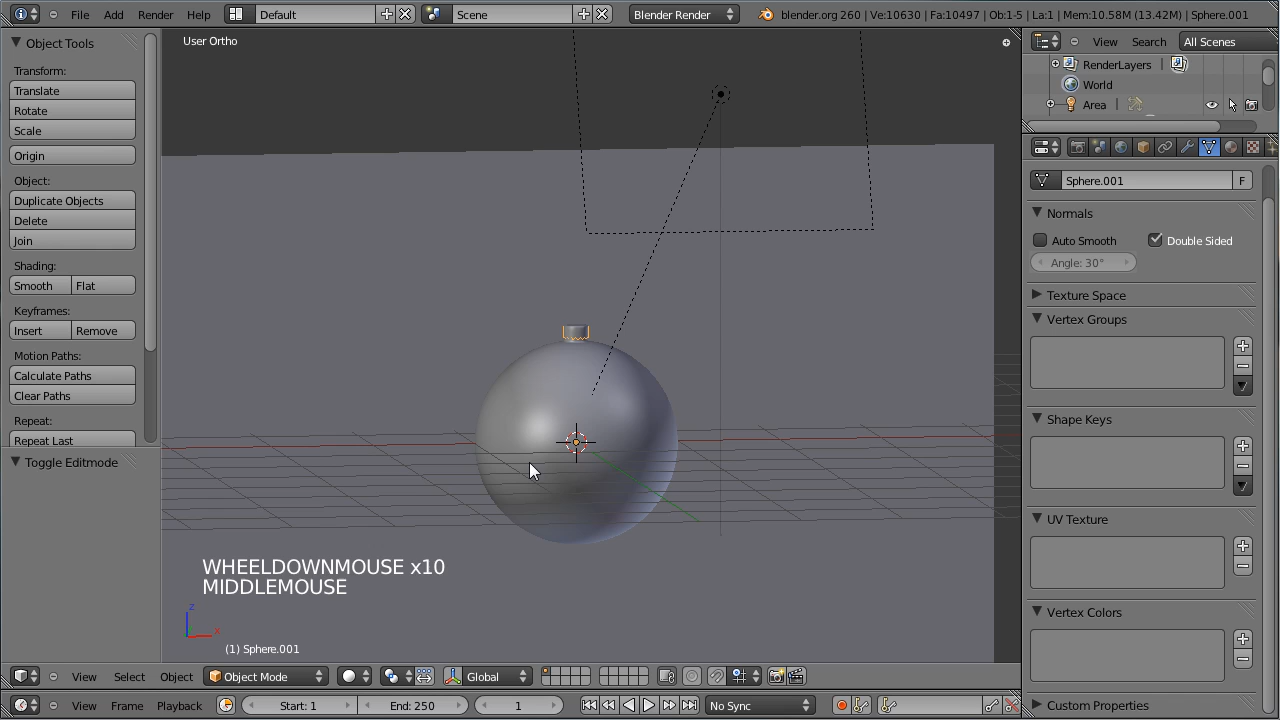 File Add Render Help Default Scene Blender Render blender.org 260 | Ve:10630 | Fa:10497 | Ob:1-5 | La:1 | Mem:10.58M (13.42M) | Sphere.001
Object Tools
Transform:
Translate
Rotate
Scale
Origin
Object:
Duplicate Objects
Delete
Join
Shading:
Smooth Flat
Keyframes:
Insert Remove
Motion Paths:
Calculate Paths
Clear Paths
Repeat:
Repeat Last
Toggle Editmode
User Ortho
WHEELDOWNMOUSE x10
MIDDLEMOUSE
z
x
(1) Sphere.001
View Search All Scenes
RenderLayers |
World
Area |
Sphere.001 F
Normals
Auto Smooth Double Sided
Angle: 30°
Texture Space
Vertex Groups
Shape Keys
UV Texture
Vertex Colors
Custom Properties
View Select Object Object Mode Global
View Frame Playback Start: End: 250 1 No Sync